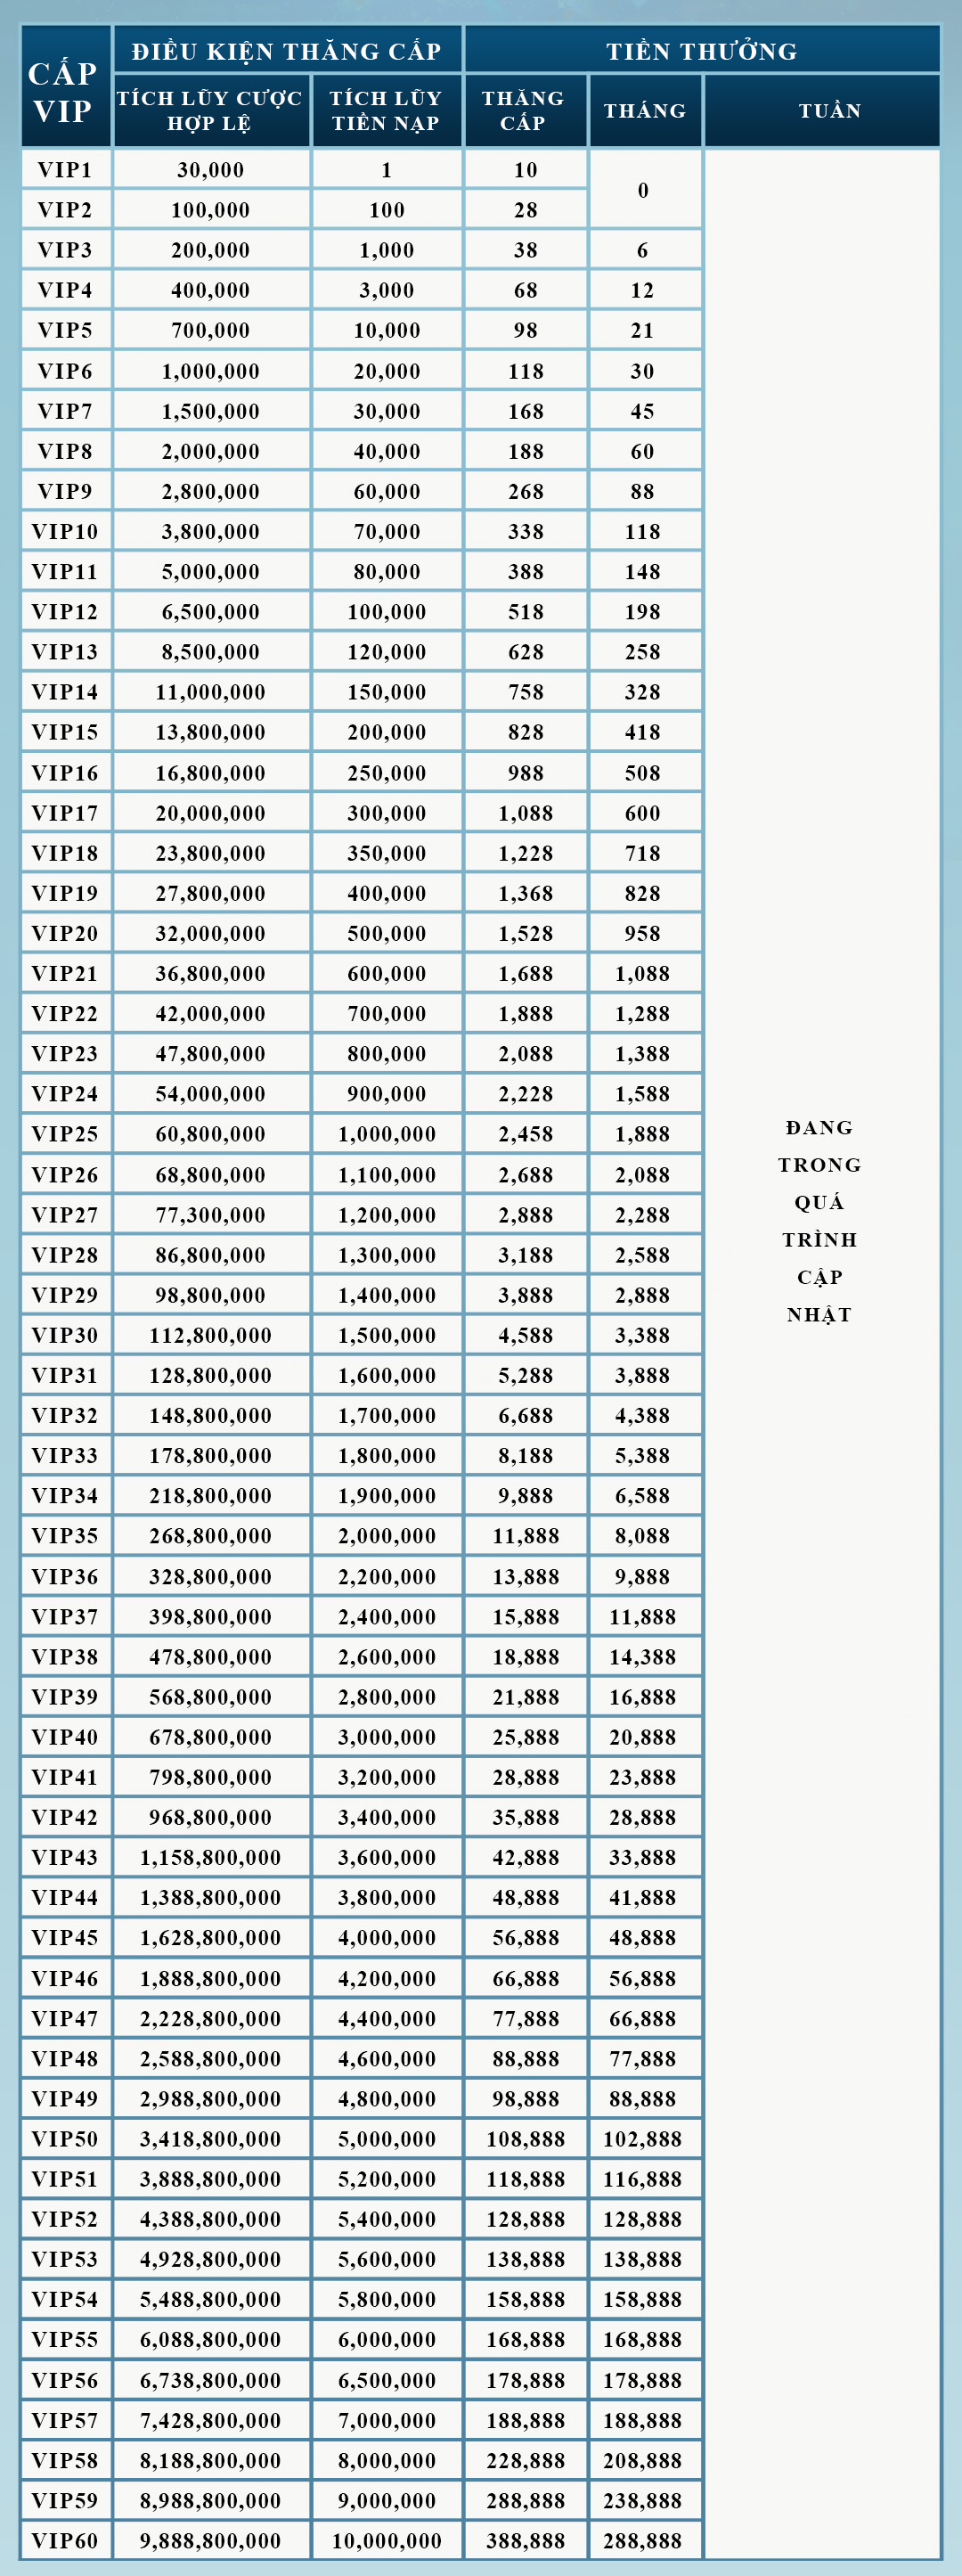 CẤP VIP ĐIỀU KIỆN THĂNG CẤP TIỀN THƯỞNG
TÍCH LŨY CƯỢC HỢP LỆ TÍCH LŨY TIỀN NẠP THĂNG CẤP THÁNG TUẦN
VIP1 30,000 1 10 0
VIP2 100,000 100 28
VIP3 200,000 1,000 38 6
VIP4 400,000 3,000 68 12
VIP5 700,000 10,000 98 21
VIP6 1,000,000 20,000 118 30
VIP7 1,500,000 30,000 168 45
VIP8 2,000,000 40,000 188 60
VIP9 2,800,000 60,000 268 88
VIP10 3,800,000 70,000 338 118
VIP11 5,000,000 80,000 388 148
VIP12 6,500,000 100,000 518 198
VIP13 8,500,000 120,000 628 258
VIP14 11,000,000 150,000 758 328
VIP15 13,800,000 200,000 828 418
VIP16 16,800,000 250,000 988 508
VIP17 20,000,000 300,000 1,088 600
VIP18 23,800,000 350,000 1,228 718
VIP19 27,800,000 400,000 1,368 828
VIP20 32,000,000 500,000 1,528 958
VIP21 36,800,000 600,000 1,688 1,088
VIP22 42,000,000 700,000 1,888 1,288
VIP23 47,800,000 800,000 2,088 1,388
VIP24 54,000,000 900,000 2,228 1,588
VIP25 60,800,000 1,000,000 2,458 1,888
VIP26 68,800,000 1,100,000 2,688 2,088
VIP27 77,300,000 1,200,000 2,888 2,288
VIP28 86,800,000 1,300,000 3,188 2,588
VIP29 98,800,000 1,400,000 3,888 2,888
VIP30 112,800,000 1,500,000 4,588 3,388
VIP31 128,800,000 1,600,000 5,288 3,888
VIP32 148,800,000 1,700,000 6,688 4,388
VIP33 178,800,000 1,800,000 8,188 5,388
VIP34 218,800,000 1,900,000 9,888 6,588
VIP35 268,800,000 2,000,000 11,888 8,088
VIP36 328,800,000 2,200,000 13,888 9,888
VIP37 398,800,000 2,400,000 15,888 11,888
VIP38 478,800,000 2,600,000 18,888 14,388
VIP39 568,800,000 2,800,000 21,888 16,888
VIP40 678,800,000 3,000,000 25,888 20,888
VIP41 798,800,000 3,200,000 28,888 23,888
VIP42 968,800,000 3,400,000 35,888 28,888
VIP43 1,158,800,000 3,600,000 42,888 33,888
VIP44 1,388,800,000 3,800,000 48,888 41,888
VIP45 1,628,800,000 4,000,000 56,888 48,888
VIP46 1,888,800,000 4,200,000 66,888 56,888
VIP47 2,228,800,000 4,400,000 77,888 66,888
VIP48 2,588,800,000 4,600,000 88,888 77,888
VIP49 2,988,800,000 4,800,000 98,888 88,888
VIP50 3,418,800,000 5,000,000 108,888 102,888
VIP51 3,888,800,000 5,200,000 118,888 116,888
VIP52 4,388,800,000 5,400,000 128,888 128,888
VIP53 4,928,800,000 5,600,000 138,888 138,888
VIP54 5,488,800,000 5,800,000 158,888 158,888
VIP55 6,088,800,000 6,000,000 168,888 168,888
VIP56 6,738,800,000 6,500,000 178,888 178,888
VIP57 7,428,800,000 7,000,000 188,888 188,888
VIP58 8,188,800,000 8,000,000 228,888 208,888
VIP59 8,988,800,000 9,000,000 288,888 238,888
VIP60 9,888,800,000 10,000,000 388,888 288,888
ĐANG
TRONG
QUÁ
TRÌNH
CẬP
NHẬT